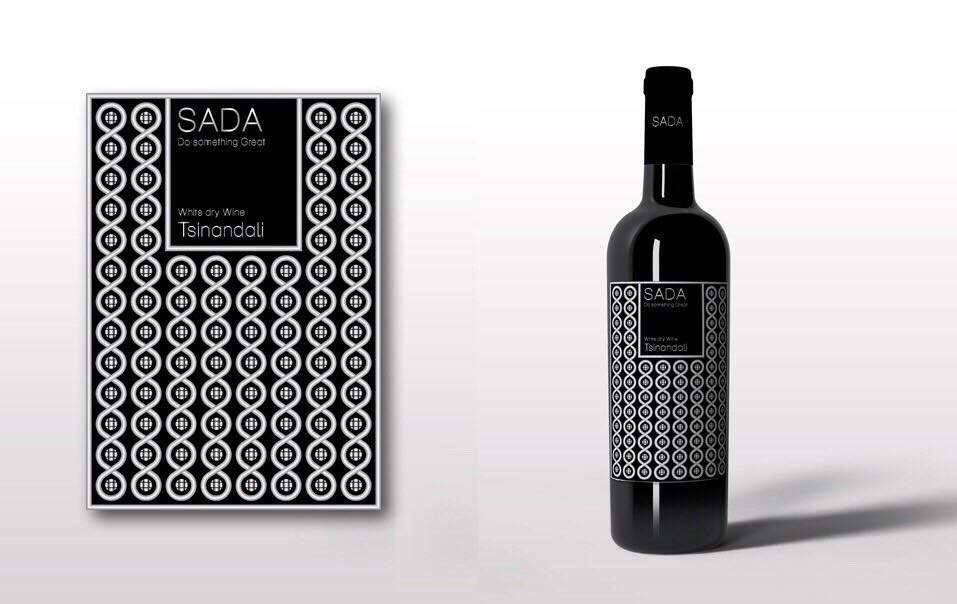 SADA
Do something Great
White dry Wine
Tsinandali
SADA
SADA
Do something Great
White dry Wine
Tsinandali